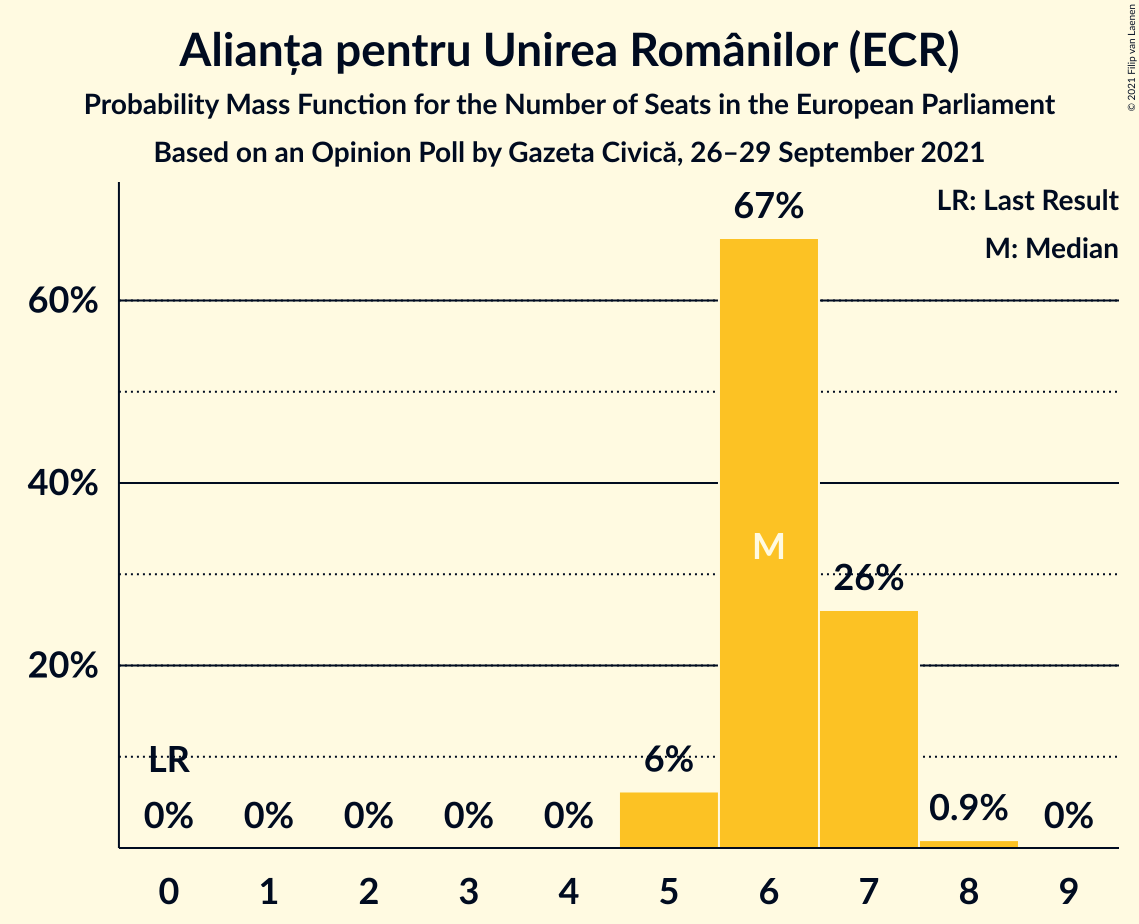 Alianța pentru Unirea Românilor (ECR)
Probability Mass Function for the Number of Seats in the European Parliament
Based on an Opinion Poll by Gazeta Civică, 26–29 September 2021
© 2021 Filip van Laenen
LR: Last Result
M: Median
67%
60%
40%
M
26%
20%
LR
6%
0% 0% 0% 0% 0% 0.9% 0%
0 1 2 3 4 5 6 7 8 9